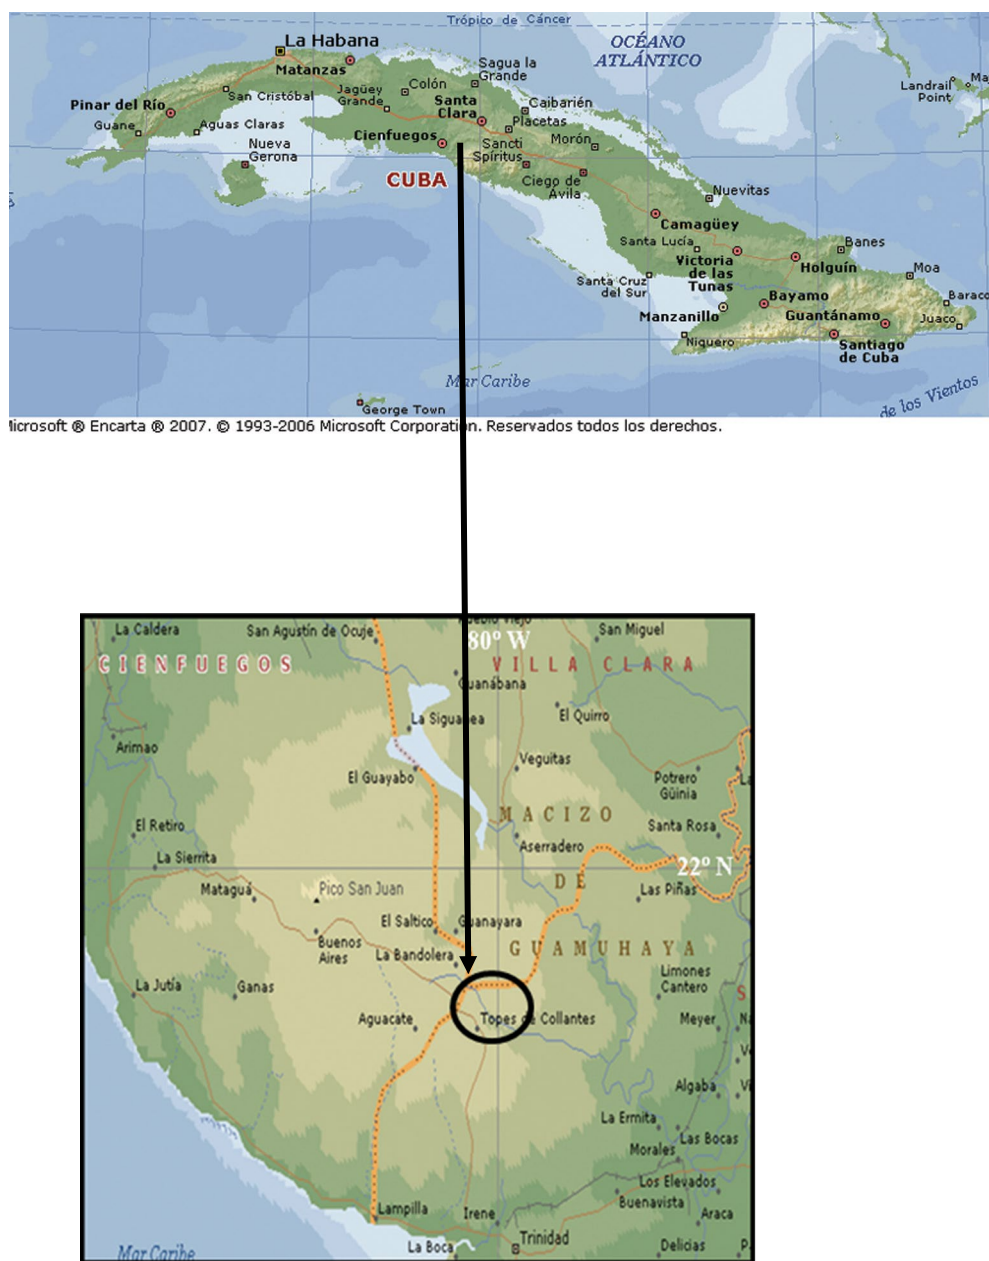 Trópico de Cáncer
La Habana
OCÉANO
ATLÁNTICO
Matanzas
Sagua la
Grande
Colón
Jagüey
Grande
Landrail
Point
San Cristóbal
Pinar del Río
Santa
Clara
Caibarién
Guane
Aguas Claras
Placetas
Cienfuegos
Morón
Nueva
Gerona
Sancti
Spíritus
CUBA
Ciego de
Ávila
Nuevitas
Camagüey
Santa Lucía
Banes
Victoria
de las
Tunas
Holguín
Moa
Santa Cruz
del Sur
Bayamo
Manzanillo
Guantánamo
Juaco
Niquero
Santiago
de Cuba
Mar Caribe
de los Vientos
George Town
Microsoft ® Encarta ® 2007. © 1993-2006 Microsoft Corporation. Reservados todos los derechos.
La Caldera
San Agustín de Ocuje
San Miguel
80º W
CIENFUEGOS
VILLA CLARA
Guanábana
La Siguanea
El Quirro
Arimao
Veguitas
El Guayabo
Potrero
Güinia
MACIZO
El Retiro
Santa Rosa
Aserradero
La Sierrita
22º N
DE
Mataguá
Pico San Juan
Las Piñas
El Saltico
Guanayara
Buenos
Aires
La Bandolera
GUAMUHAYA
Limones
Cantero
La Jutía
Ganas
Aguacate
Topes de Collantes
Meyer
Algaba
La Ermita
Las Bocas
Morales
Los Elevados
Buenavista
Lampilla
Irene
Araca
Trinidad
La Boca
Delicias
Mar Caribe